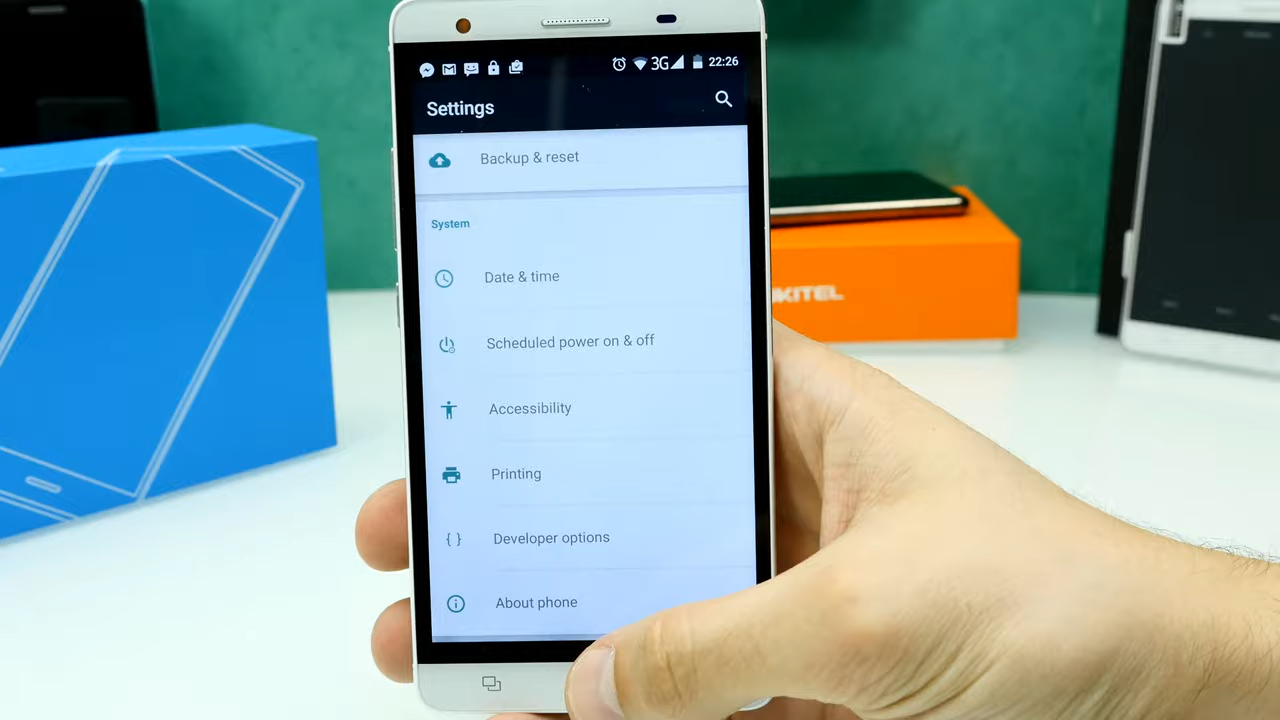 3G 22:26
Settings
Backup & reset
System
Date & time
Scheduled power on & off
Accessibility
Printing
Developer options
About phone
KITEL